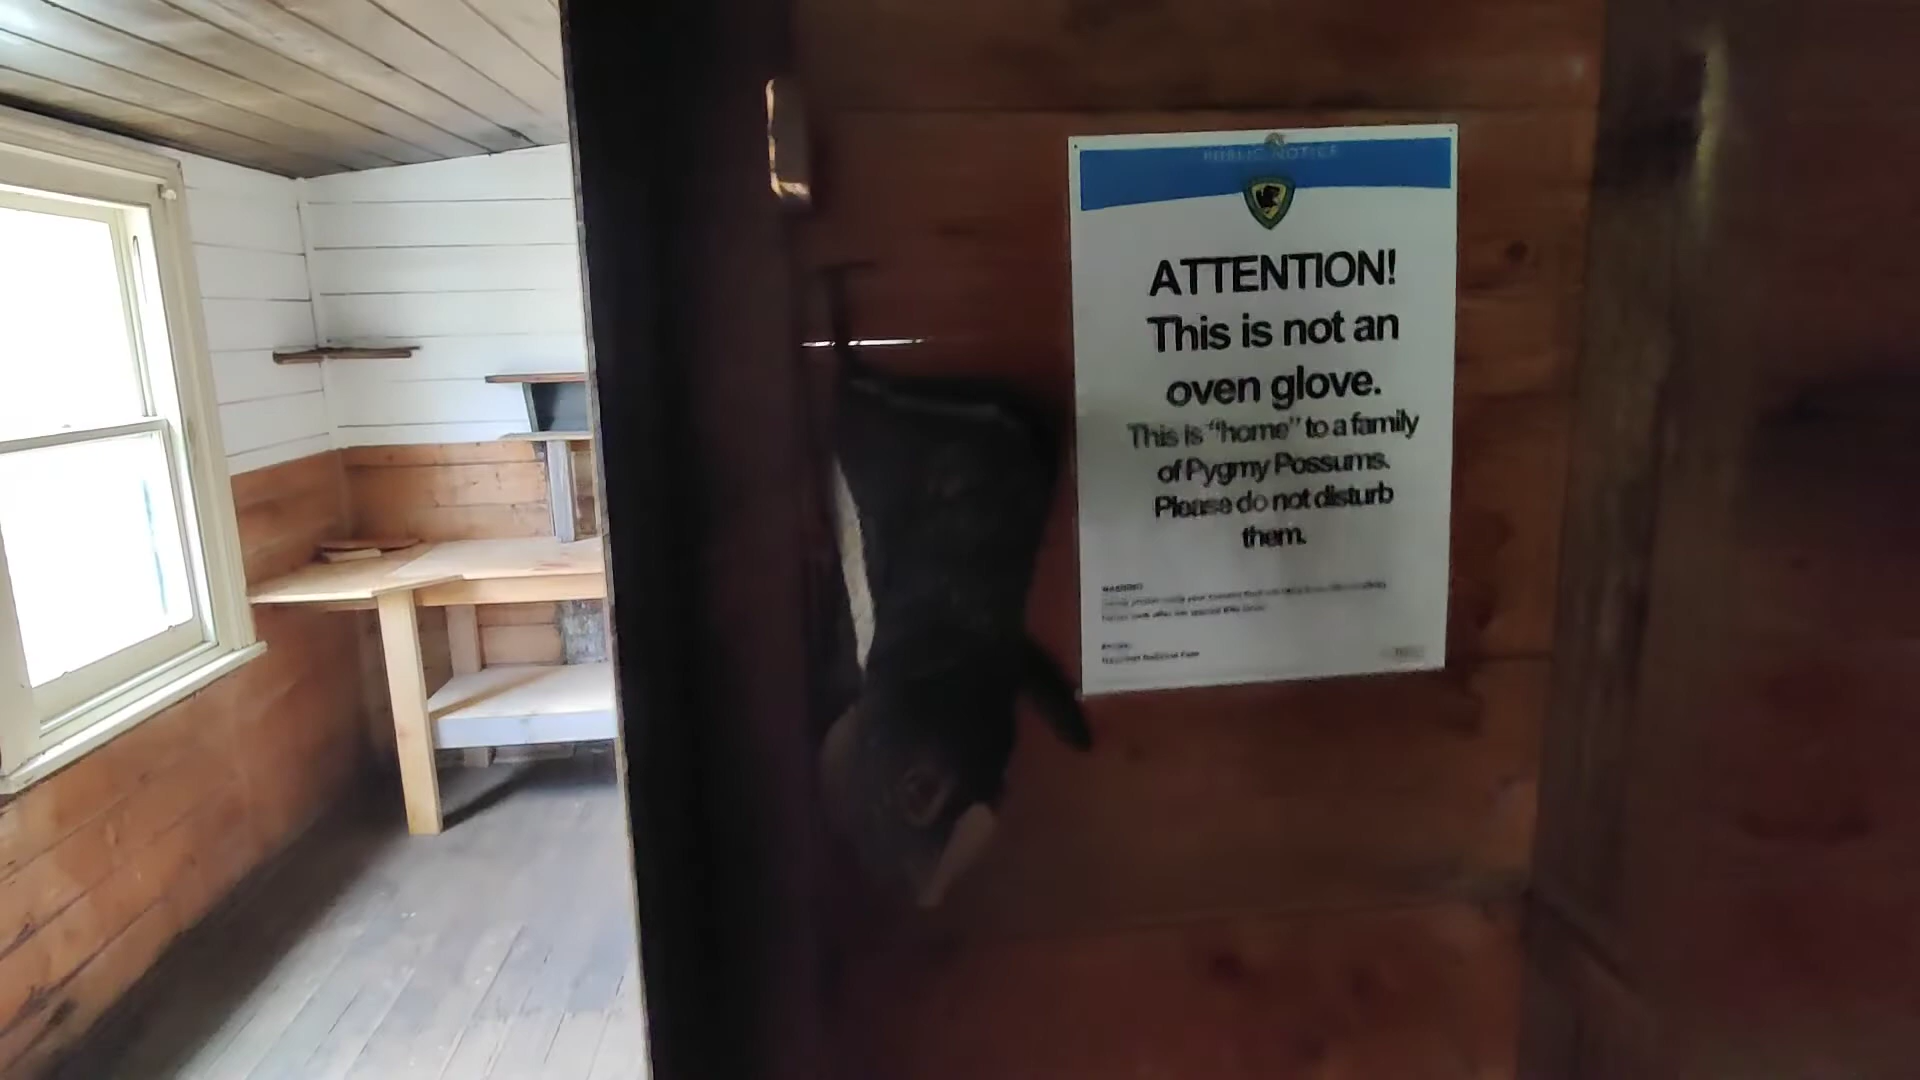 PUBLIC NOTICE
ATTENTION!
This is not an
oven glove.
This is "home" to a family
of Pygmy Possums.
Please do not disturb
them.
WARNING